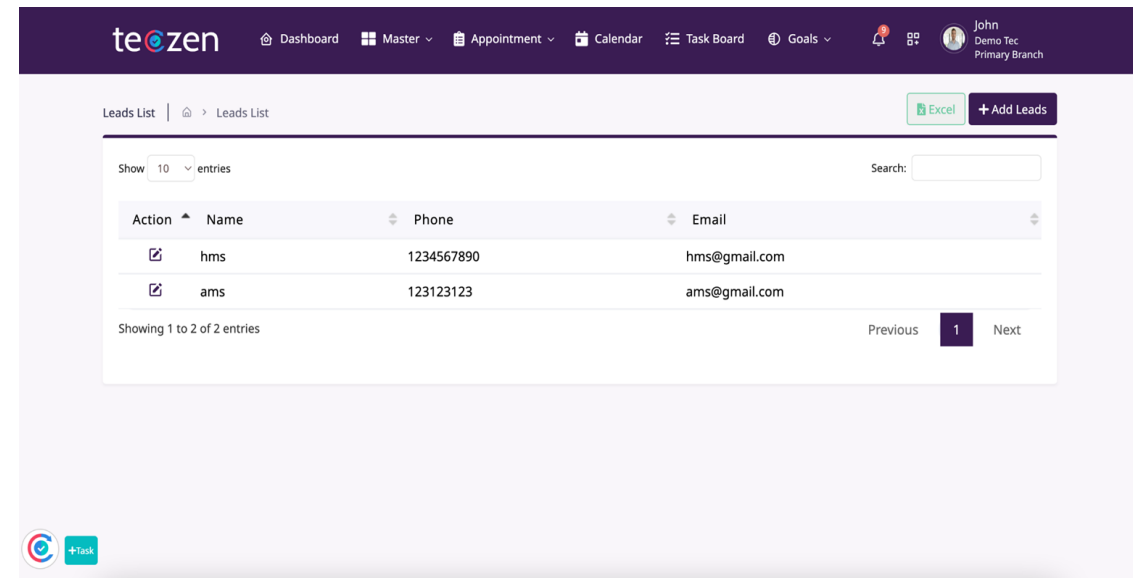 teczen Dashboard Master Appointment Calendar Task Board Goals 9 John
Demo Tec
Primary Branch
Leads List Leads List Excel + Add Leads
Show 10 entries Search:
Action Name Phone Email
hms 1234567890 hms@gmail.com
ams 123123123 ams@gmail.com
Showing 1 to 2 of 2 entries Previous 1 Next
+Task